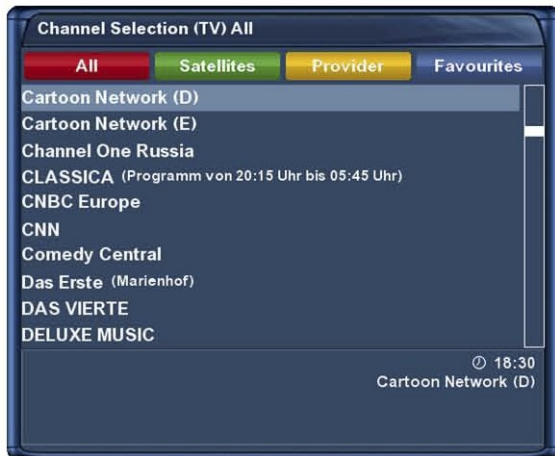 Channel Selection (TV) All
All Satellites Provider Favourites
Cartoon Network (D)
Cartoon Network (E)
Channel One Russia
CLASSICA (Programm von 20:15 Uhr bis 05:45 Uhr)
CNBC Europe
CNN
Comedy Central
Das Erste (Marienhof)
DAS VIERTE
DELUXE MUSIC
18:30
Cartoon Network (D)